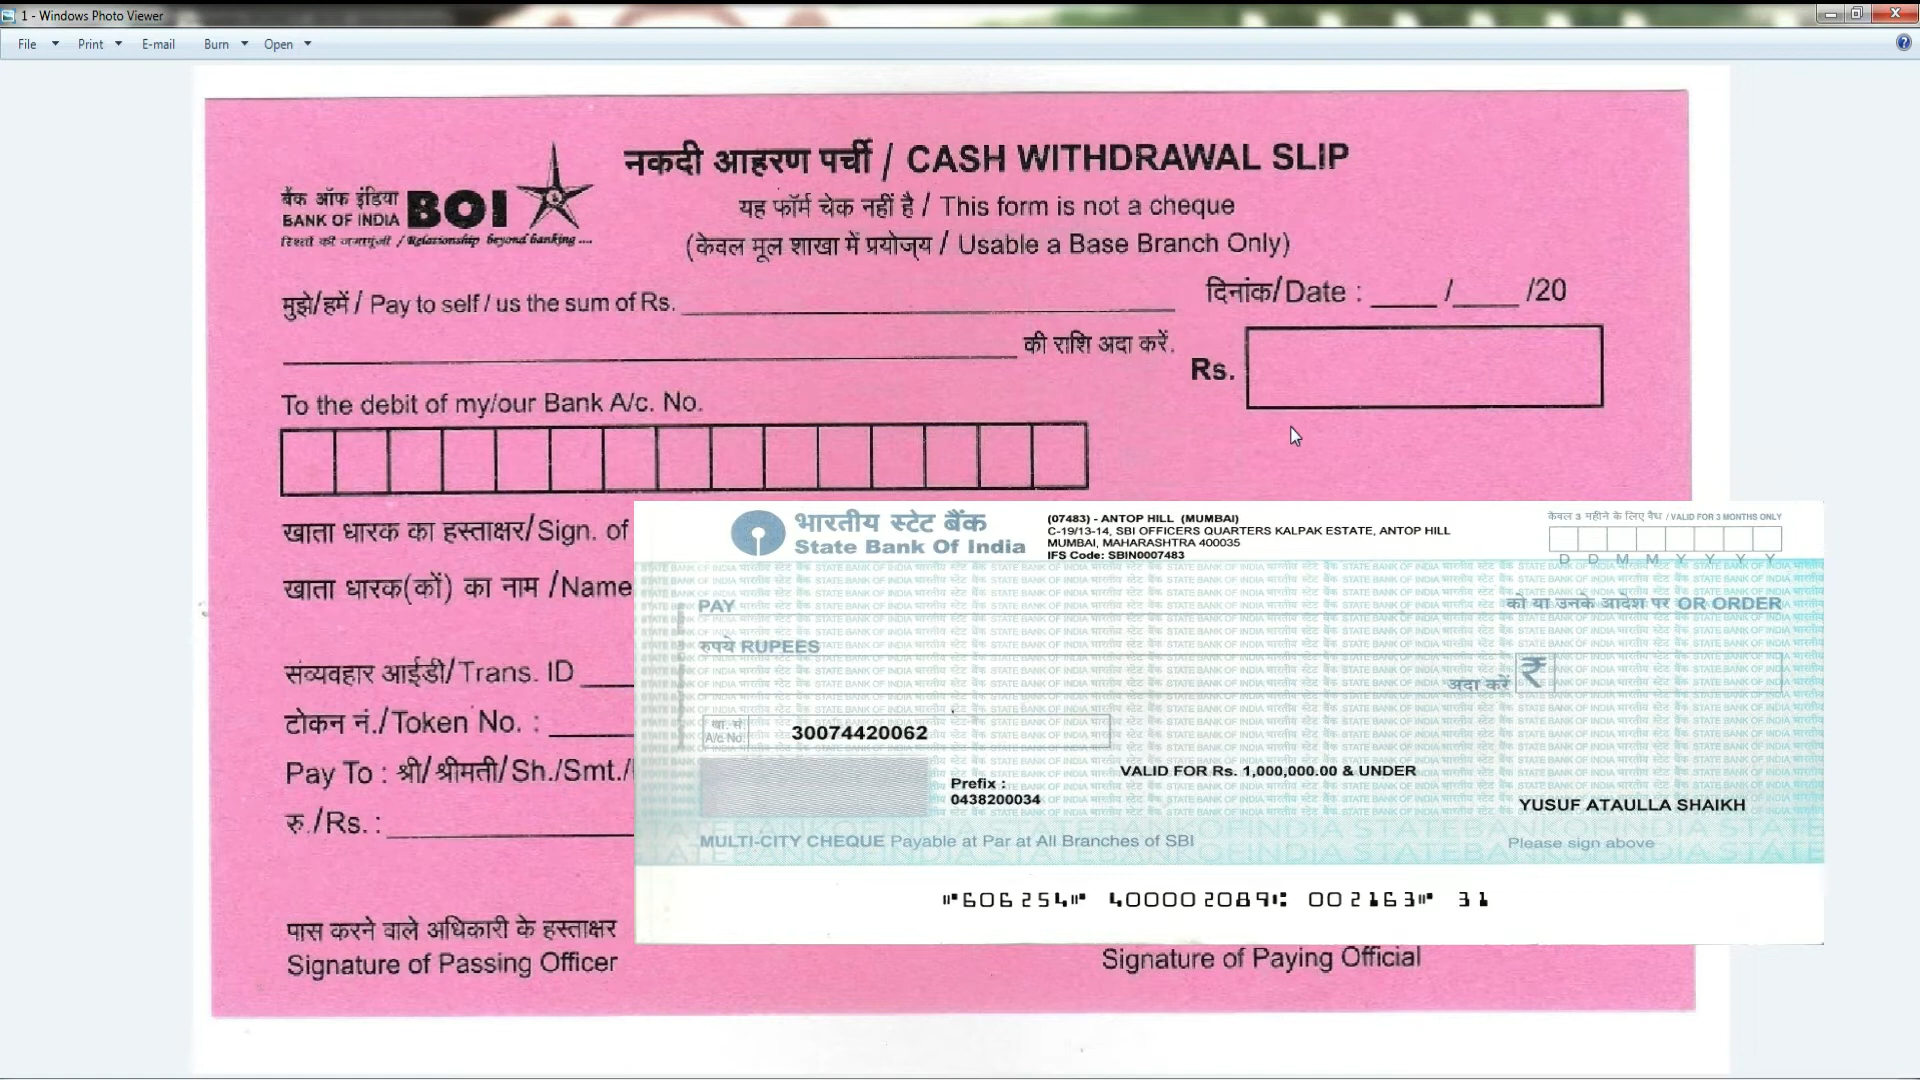 1 - Windows Photo Viewer
File Print E-mail Burn Open
नकदी आहरण पर्ची / CASH WITHDRAWAL SLIP
बैंक ऑफ इंडिया
BANK OF INDIA
BOI
रिश्तों की जमापूंजी / Relationship beyond banking ....
यह फॉर्म चेक नहीं है / This form is not a cheque
(केवल मूल शाखा में प्रयोज्य / Usable a Base Branch Only)
दिनांक/Date : ____ /____ /20
मुझे/हमें / Pay to self / us the sum of Rs.
की राशि अदा करें.
Rs.
To the debit of my/our Bank A/c. No.
खाता धारक का हस्ताक्षर/Sign. of
खाता धारक(कों) का नाम /Name
संव्यवहार आईडी/Trans. ID
टोकन नं./Token No. :
Pay To : श्री/श्रीमती/Sh./Smt./
रु./Rs. :
पास करने वाले अधिकारी के हस्ताक्षर
Signature of Passing Officer
Signature of Paying Official
भारतीय स्टेट बैंक
State Bank Of India
(07483) - ANTOP HILL (MUMBAI)
C-19/13-14, SBI OFFICERS QUARTERS KALPAK ESTATE, ANTOP HILL
MUMBAI, MAHARASHTRA 400035
IFS Code: SBIN0007483
केवल 3 महीने के लिए वैध / VALID FOR 3 MONTHS ONLY
D D M M Y Y Y Y
PAY
को या उनके आदेश पर OR ORDER
रुपये RUPEES
अदा करें ₹
खा. सं.
A/c No.
30074420062
VALID FOR Rs. 1,000,000.00 & UNDER
Prefix :
0438200034
YUSUF ATAULLA SHAIKH
MULTI-CITY CHEQUE Payable at Par at All Branches of SBI
Please sign above
⑈606254⑈ 400002089⑆ 002163⑈ 31